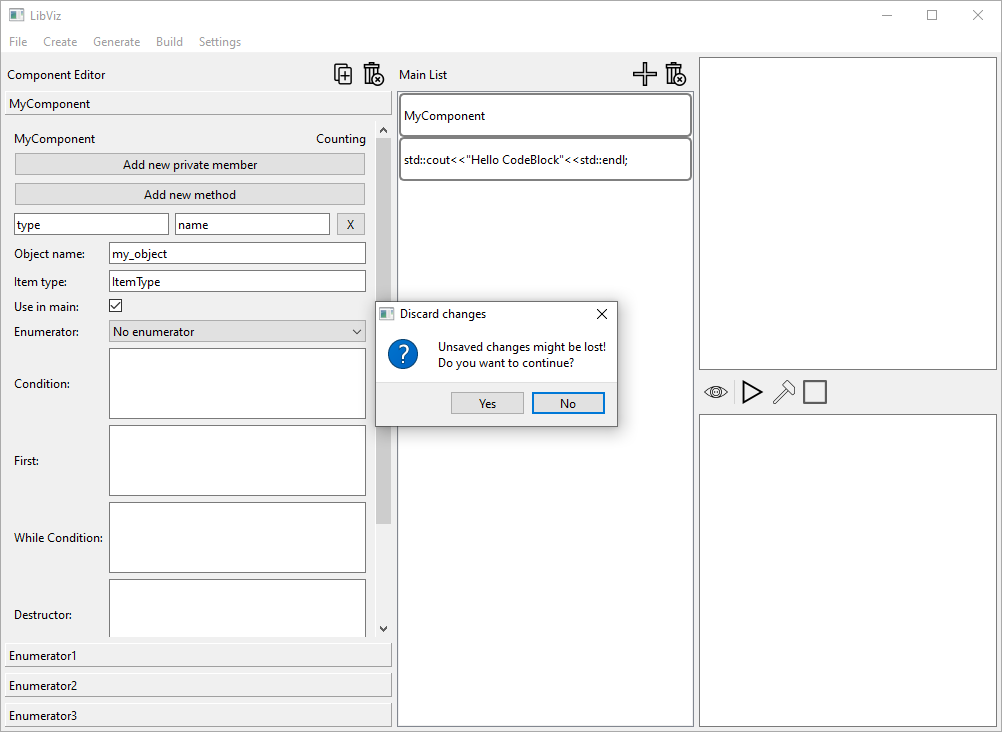 LibViz
File Create Generate Build Settings
Component Editor
MyComponent
MyComponent Counting
Add new private member
Add new method
type name X
Object name: my_object
Item type: ItemType
Use in main:
Enumerator: No enumerator
Condition:
First:
While Condition:
Destructor:
Enumerator1
Enumerator2
Enumerator3
Main List
MyComponent
std::cout<<"Hello CodeBlock"<<std::endl;
Discard changes
Unsaved changes might be lost!
Do you want to continue?
Yes No